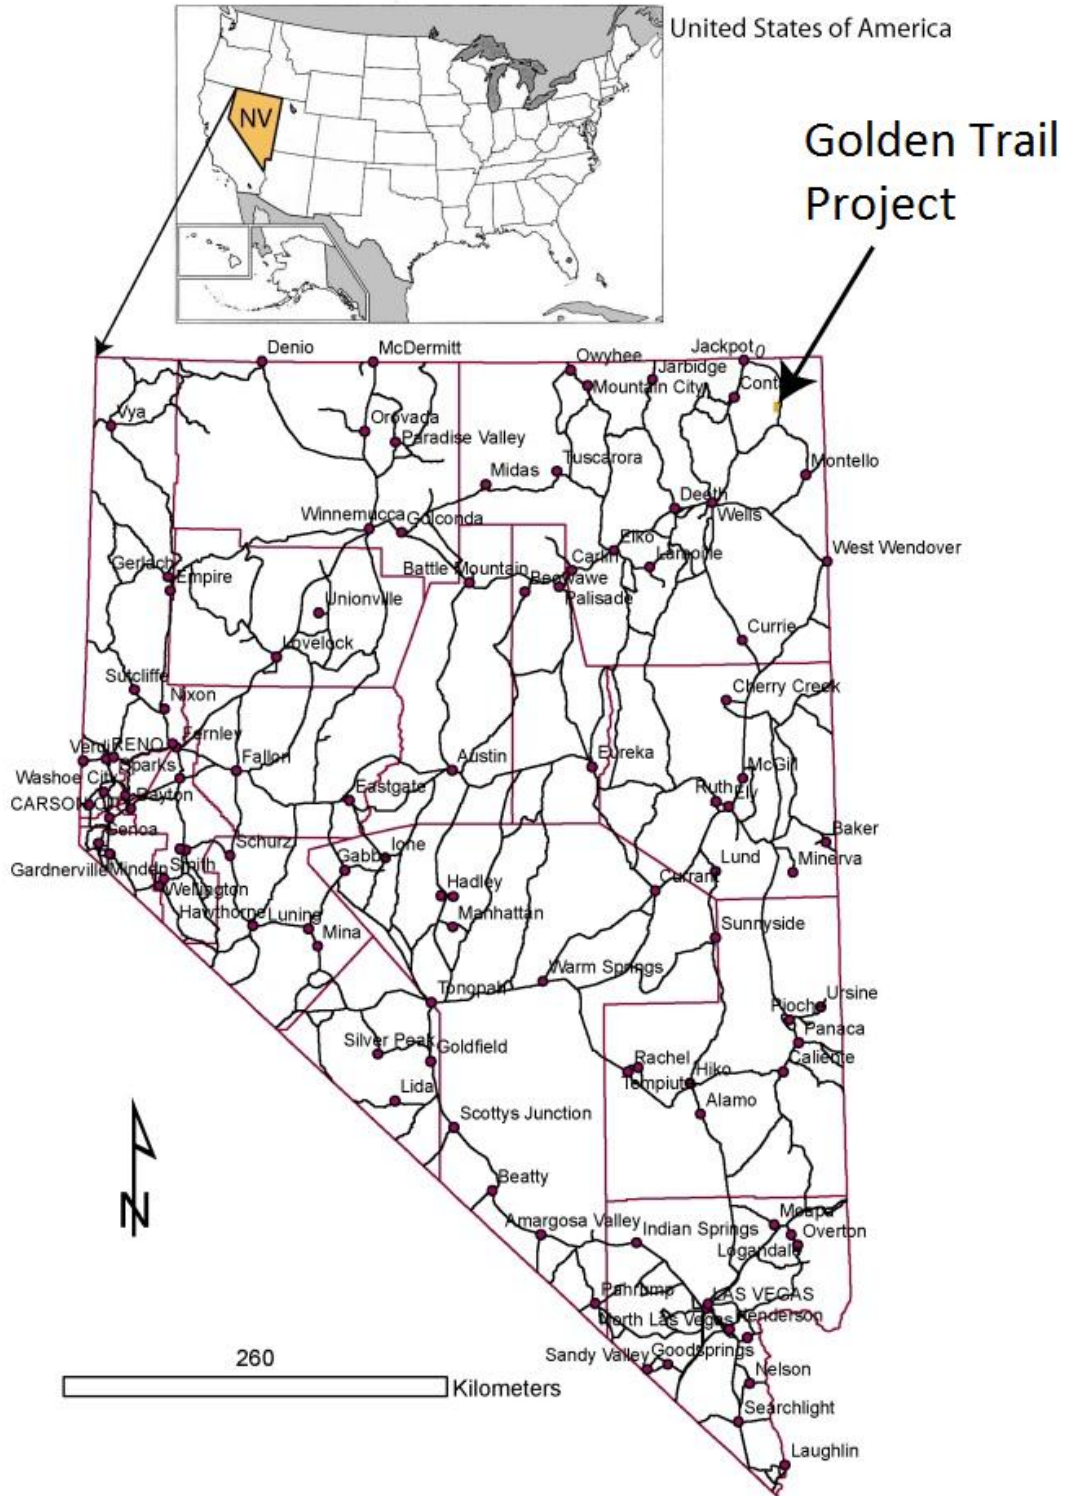 United States of America
NV
Golden Trail
Project
Denio
McDermitt
Owyhee
Jackpot
0
Jarbidge
Mountain City
Vya
Orovada
Paradise Valley
Montello
Midas
Tuscarora
Deeth
Wells
Winnemucca
Golconda
Elko
Lamoille
West Wendover
Gerlach
Empire
Battle Mountain
Carlin
Beowawe
Palisade
Unionville
Currie
Lovelock
Sutcliffe
Nixon
Cherry Creek
Verdi
RENO
Fernley
Sparks
Fallon
Austin
Eureka
McGill
Washoe City
Eastgate
Ruth
Ely
CARSON
Dayton
Genoa
Baker
Schurz
Gabbs
Ione
Lund
Minerva
Gardnerville
Minden
Smith
Wellington
Hadley
Currant
Hawthorne
Luning
Manhattan
Sunnyside
Mina
Warm Springs
Tonopah
Ursine
Pioche
Panaca
Silver Peak
Goldfield
Rachel
Tempiute
Hiko
Caliente
Lida
Alamo
Scottys Junction
N
Beatty
Amargosa Valley
Indian Springs
Moapa
Overton
Logandale
Pahrump
LAS VEGAS
North Las Vegas
Henderson
Sandy Valley
Goodsprings
260
Kilometers
Nelson
Searchlight
Laughlin